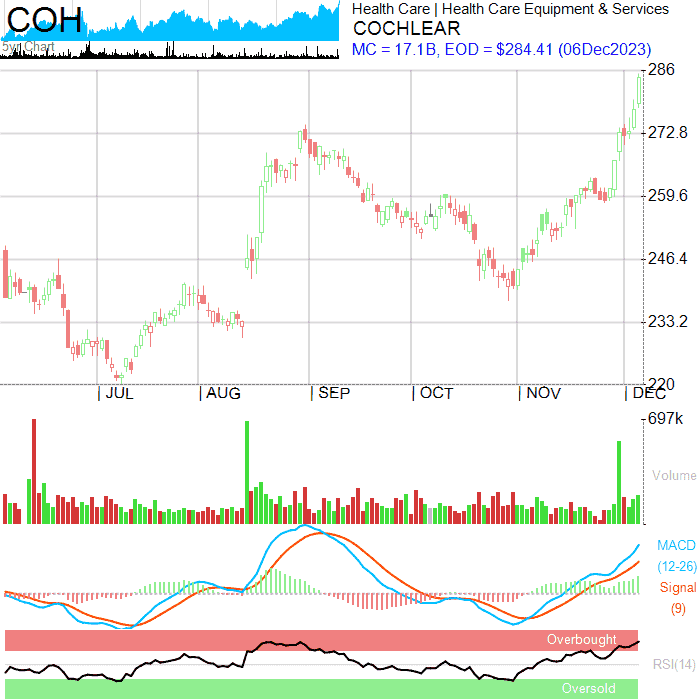 COH
5yr Chart
Health Care | Health Care Equipment & Services
COCHLEAR
MC = 17.1B, EOD = $284.41 (06Dec2023)
286
272.8
259.6
246.4
233.2
220
JUL
AUG
SEP
OCT
NOV
DEC
697k
Volume
MACD
(12-26)
Signal
(9)
Overbought
RSI(14)
Oversold